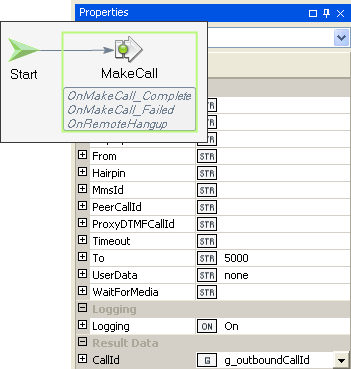 Properties
Start
MakeCall
OnMakeCall_Complete
OnMakeCall_Failed
OnRemoteHangup
From STR
Hairpin STR
MmsId STR
PeerCallId STR
ProxyDTMFCallId STR
Timeout STR
To STR 5000
UserData STR none
WaitForMedia STR
Logging
Logging ON On
Result Data
CallId G g_outboundCallId